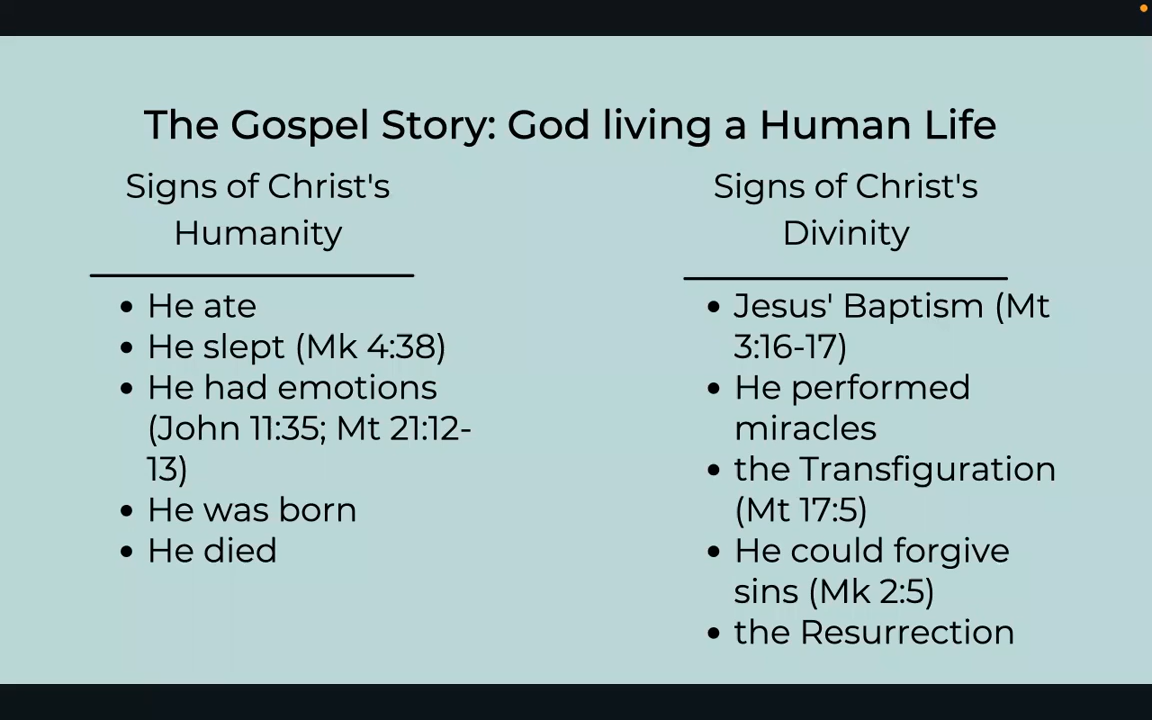 The Gospel Story: God living a Human Life
Signs of Christ's
Humanity
• He ate
• He slept (Mk 4:38)
• He had emotions
(John 11:35; Mt 21:12-
13)
• He was born
• He died
Signs of Christ's
Divinity
• Jesus' Baptism (Mt
3:16-17)
• He performed
miracles
• the Transfiguration
(Mt 17:5)
• He could forgive
sins (Mk 2:5)
• the Resurrection